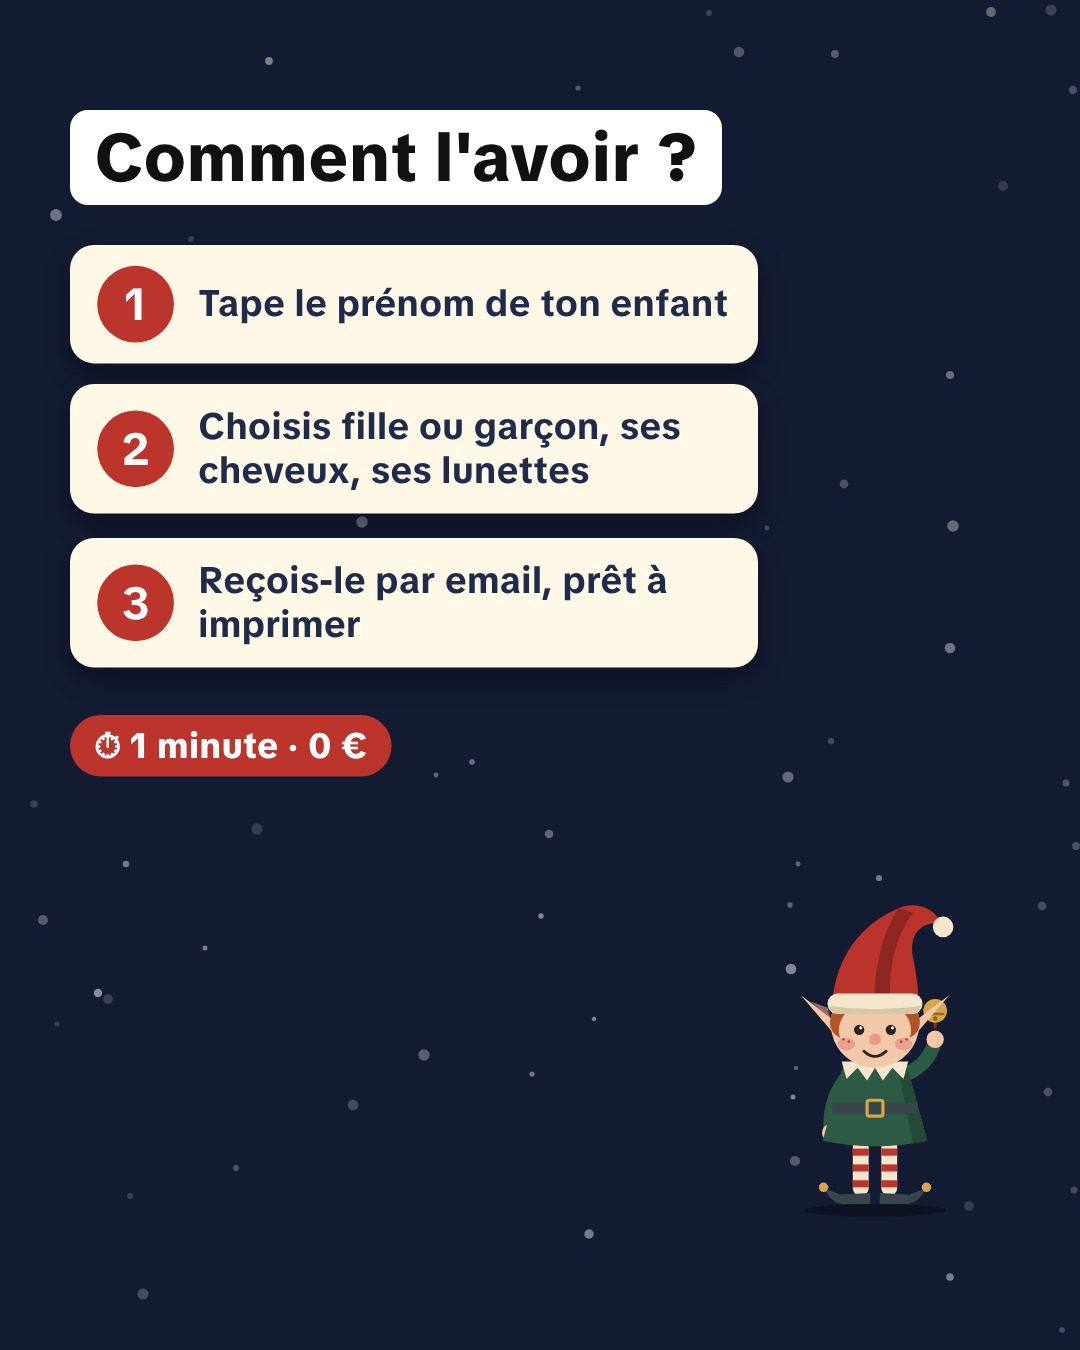 Comment l'avoir ?
1 Tape le prénom de ton enfant
2 Choisis fille ou garçon, ses
cheveux, ses lunettes
3 Reçois-le par email, prêt à
imprimer
⏱ 1 minute · 0 €